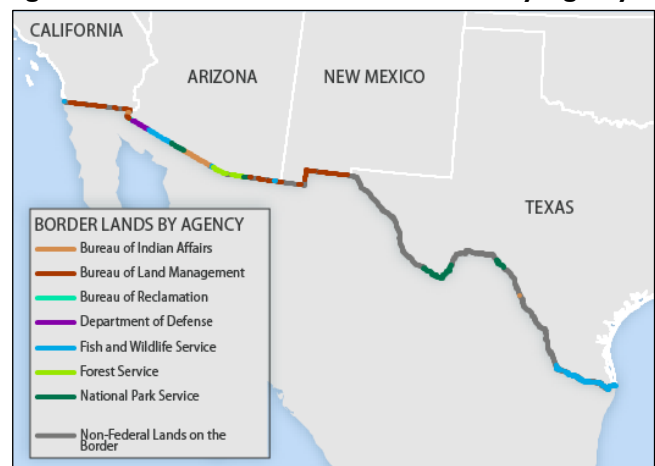 CALIFORNIA
ARIZONA
NEW MEXICO
TEXAS
BORDER LANDS BY AGENCY
Bureau of Indian Affairs
Bureau of Land Management
Bureau of Reclamation
Department of Defense
Fish and Wildlife Service
Forest Service
National Park Service
Non-Federal Lands on the
Border